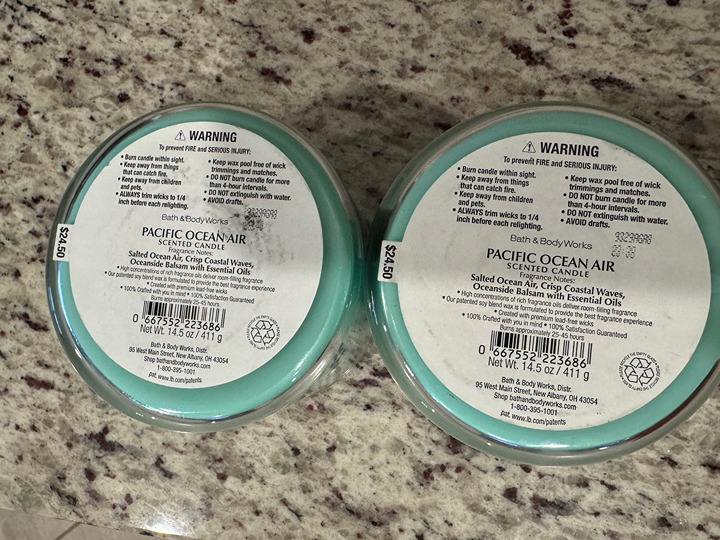 ⚠ WARNING
To prevent FIRE and SERIOUS INJURY:
• Burn candle within sight.
• Keep away from things
that can catch fire.
• Keep away from children
and pets.
• ALWAYS trim wicks to 1/4
inch before each relighting.
• Keep wax pool free of wick
trimmings and matches.
• DO NOT burn candle for more
than 4-hour intervals.
• DO NOT extinguish with water.
• AVOID drafts.
Bath & Body Works
PACIFIC OCEAN AIR
SCENTED CANDLE
Fragrance Notes:
Salted Ocean Air, Crisp Coastal Waves,
Oceanside Balsam with Essential Oils
• High concentrations of rich fragrance oils deliver room-filling fragrance
• Our patented soy blend wax is formulated to provide the best fragrance experience
• Created with premium lead-free wicks
• 100% Crafted with you in mind • 100% Satisfaction Guaranteed
Burns approximately 25-45 hours.
0 667552 223686
Net Wt. 14.5 oz / 411 g
Bath & Body Works, Distr.
95 West Main Street, New Albany, OH 43054
Shop bathandbodyworks.com
1-800-395-1001
pat. www.lb.com/patents
$24.50
⚠ WARNING
To prevent FIRE and SERIOUS INJURY:
• Burn candle within sight.
• Keep away from things
that can catch fire.
• Keep away from children
and pets.
• ALWAYS trim wicks to 1/4
inch before each relighting.
• Keep wax pool free of wick
trimmings and matches.
• DO NOT burn candle for more
than 4-hour intervals.
• DO NOT extinguish with water.
• AVOID drafts.
Bath & Body Works
PACIFIC OCEAN AIR
SCENTED CANDLE
Fragrance Notes:
Salted Ocean Air, Crisp Coastal Waves,
Oceanside Balsam with Essential Oils
• High concentrations of rich fragrance oils deliver room-filling fragrance
• Our patented soy blend wax is formulated to provide the best fragrance experience
• Created with premium lead-free wicks
• 100% Crafted with you in mind • 100% Satisfaction Guaranteed
Burns approximately 25-45 hours
0 667552 223686
Net Wt. 14.5 oz / 411 g
Bath & Body Works, Distr.
95 West Main Street, New Albany, OH 43054
Shop bathandbodyworks.com
1-800-395-1001
pat. www.lb.com/patents
$24.50